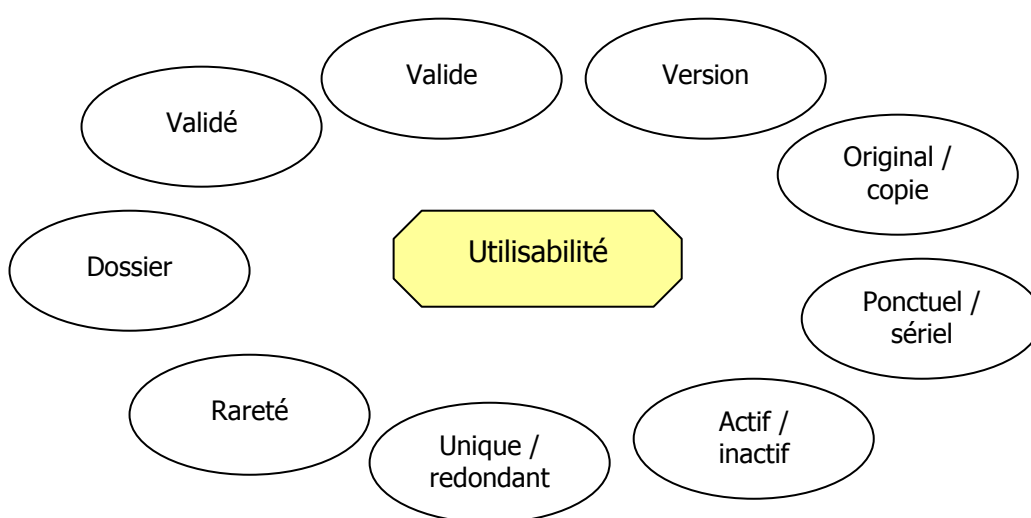 Valide
Version
Validé
Original /
copie
Utilisabilité
Dossier
Ponctuel /
sériel
Rareté
Actif /
inactif
Unique /
redondant